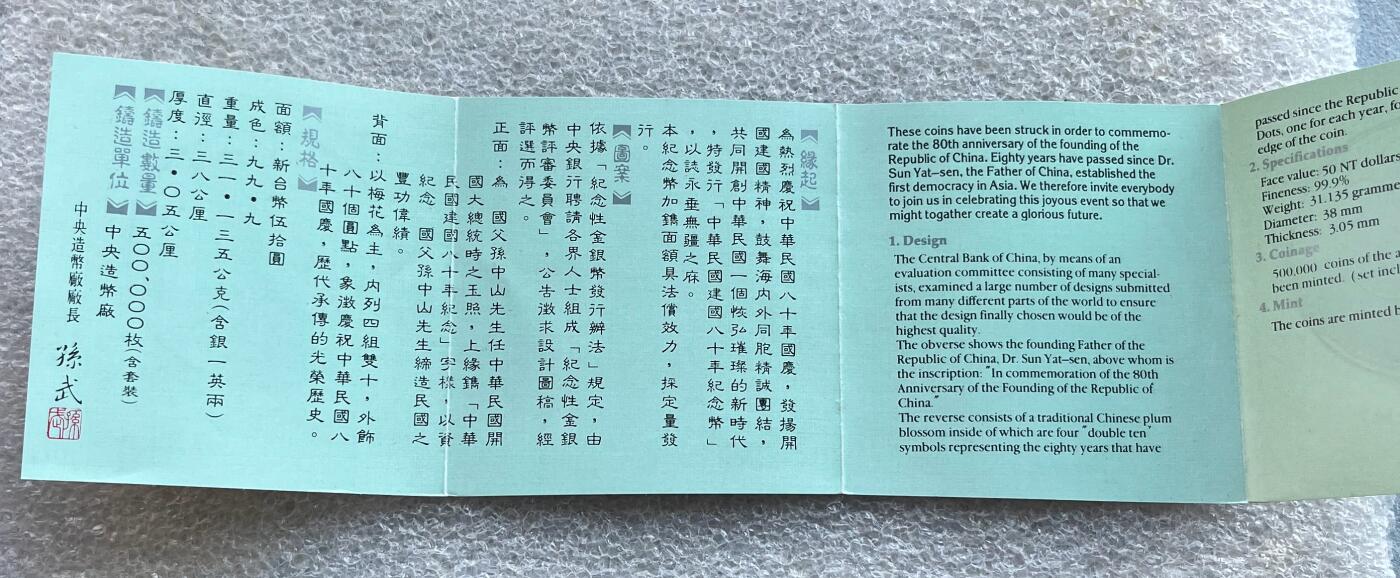 緣起
為熱烈慶祝中華民國八十年國慶，發揚開
國建國精神，鼓舞海內外同胞精誠團結，
共同開創中華民國一個恢弘璀璨的新時代
，特發行「中華民國建國八十年紀念幣」
，以誌永垂無疆之庥。
本紀念幣加鐫面額具法償效力，採定量發
行。
圖案
依據「紀念性金銀幣發行辦法」規定，由
中央銀行聘請各界人士組成「紀念性金銀
幣評審委員會」，公告徵求設計圖稿，經
評選而得之。
正面：為　國父孫中山先生任中華民國開
國大總統時之玉照，上緣鐫「中華
民國建國八十年紀念」字樣，以資
紀念　國父孫中山先生締造民國之
豐功偉績。
背面：以梅花為主，內列四組雙十，外飾
八十個圓點，象徵慶祝中華民國八
十年國慶，歷代承傳的光榮歷史。
規格
面額：新台幣伍拾圓
成色：九九•九
重量：三一•一三五公克(含銀一英兩)
直徑：三八公厘
厚度：三•〇五公厘
鑄造數量 五00,000枚(含套裝)
鑄造單位 中央造幣廠
中央造幣廠廠長 孫武
These coins have been struck in order to commemo-
rate the 80th anniversary of the founding of the
Republic of China. Eighty years have passed since Dr.
Sun Yat-sen, the Father of China, established the
first democracy in Asia. We therefore invite everybody
to join us in celebrating this joyous event so that we
might togather create a glorious future.
1. Design
The Central Bank of China, by means of an
evaluation committee consisting of many special-
ists, examined a large number of designs submitted
from many different parts of the world to ensure
that the design finally chosen would be of the
highest quality.
The obverse shows the founding Father of the
Republic of China, Dr. Sun Yat-sen, above whom is
the inscription: "In commemoration of the 80th
Anniversary of the Founding of the Republic of
China."
The reverse consists of a traditional Chinese plum
blossom inside of which are four "double ten"
symbols representing the eighty years that have
passed since the Republic
Dots, one for each year, fo
edge of the coin.
2. Specifications
Face value: 50 NT dollars
Fineness: 99.9%
Weight: 31.135 gramm
Diameter: 38 mm
Thickness: 3.05 mm
3. Coinage
500,000 coins of the a
been minted. (set incl
4. Mint
The coins are minted b